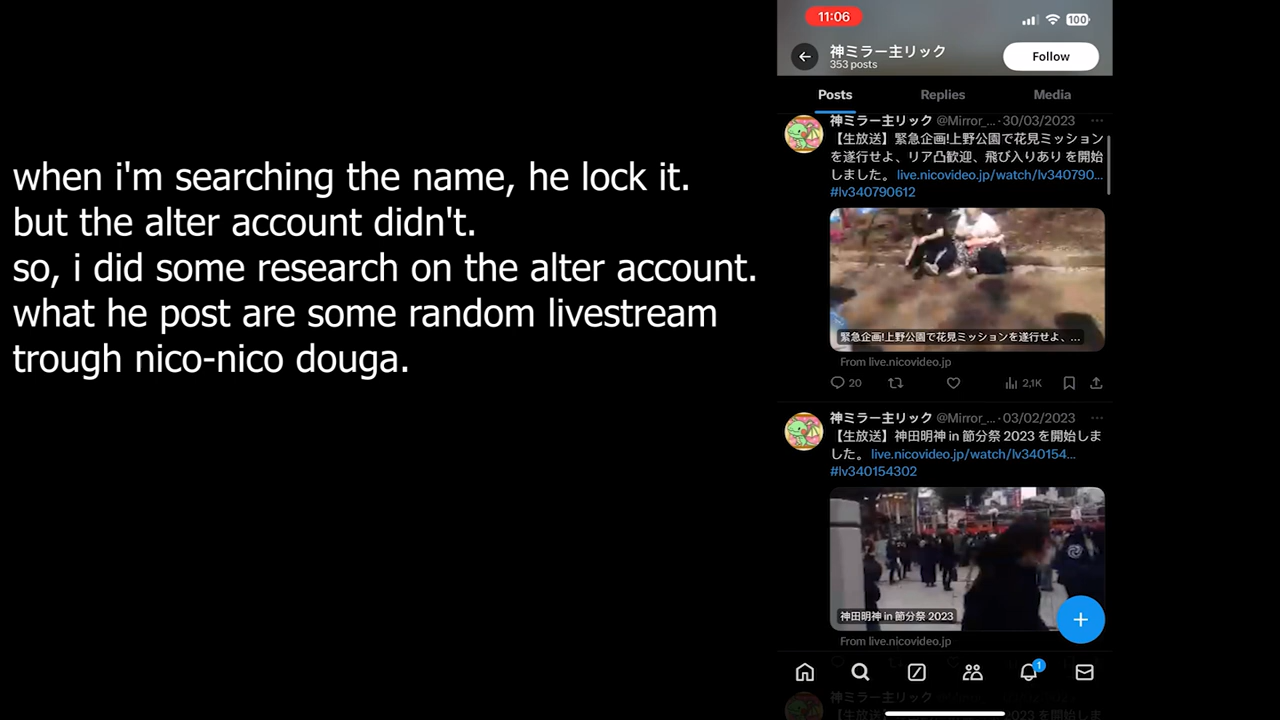 when i'm searching the name, he lock it.
but the alter account didn't.
so, i did some research on the alter account.
what he post are some random livestream
trough nico-nico douga.
11:06
100
神ミラー主リック
353 posts
Follow
Posts
Replies
Media
神ミラー主リック @Mirror_... · 30/03/2023
【生放送】緊急企画!上野公園で花見ミッション
を遂行せよ、リア凸歓迎、飛び入りあり を開始
しました。 live.nicovideo.jp/watch/lv340790...
#lv340790612
緊急企画!上野公園で花見ミッションを遂行せよ、...
From live.nicovideo.jp
20
2,1K
神ミラー主リック @Mirror_... · 03/02/2023
【生放送】神田明神 in 節分祭 2023 を開始しま
した。 live.nicovideo.jp/watch/lv340154...
#lv340154302
神田明神 in 節分祭 2023
From live.nicovideo.jp
1
神ミラー主リック